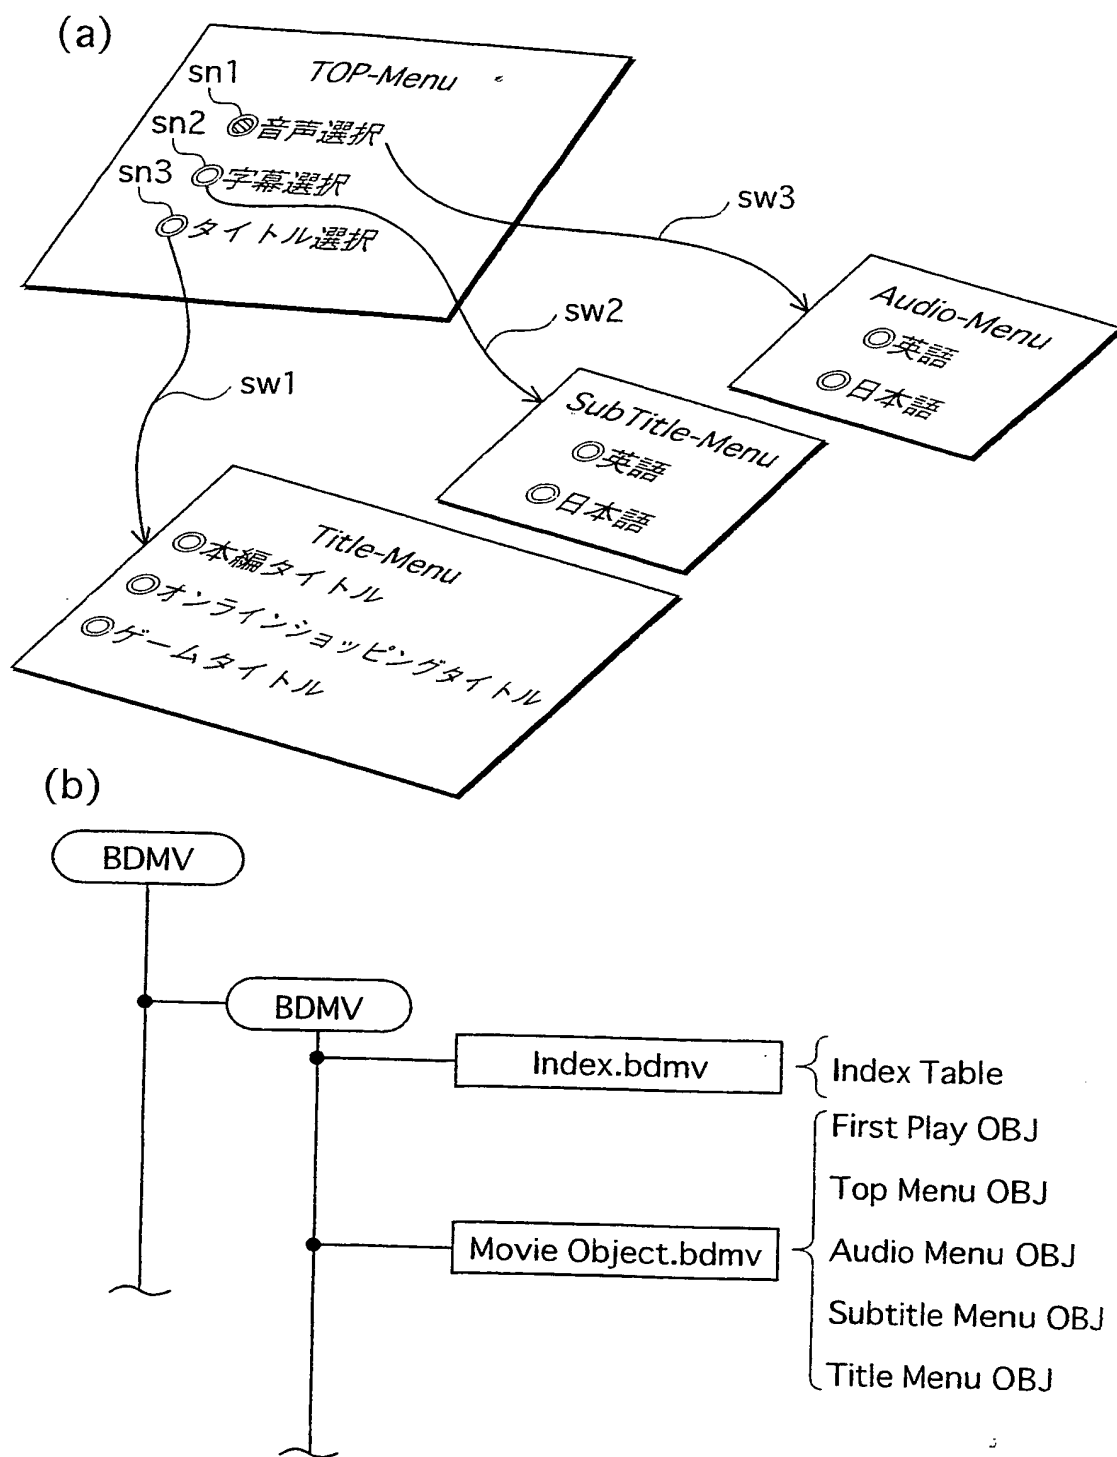 (a)
TOP-Menu
sn1
音声選択
sn2
字幕選択
sn3
タイトル選択
sw3
sw2
sw1
Audio-Menu
英語
日本語
SubTitle-Menu
英語
日本語
Title-Menu
本編タイトル
オンラインショッピングタイトル
ゲームタイトル
(b)
BDMV
BDMV
Index.bdmv
Index Table
First Play OBJ
Top Menu OBJ
Movie Object.bdmv
Audio Menu OBJ
Subtitle Menu OBJ
Title Menu OBJ